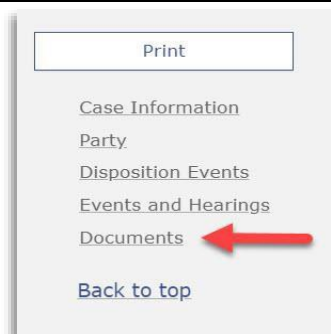 Print
Case Information
Party
Disposition Events
Events and Hearings
Documents
Back to top